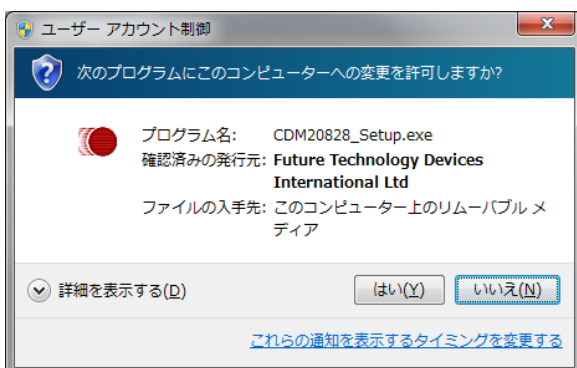 ユーザー アカウント制御
次のプログラムにこのコンピューターへの変更を許可しますか?
プログラム名: CDM20828_Setup.exe
確認済みの発行元: Future Technology Devices
International Ltd
ファイルの入手先: このコンピューター上のリムーバブル メ
ディア
詳細を表示する(D)
はい(Y)
いいえ(N)
これらの通知を表示するタイミングを変更する